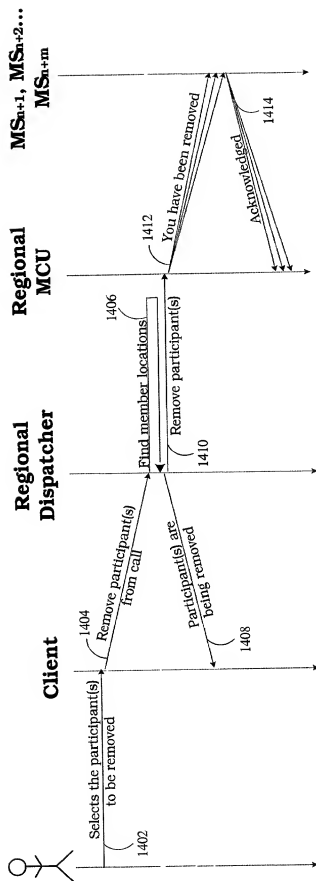 Client
Regional
Dispatcher
Regional
MCU
MSn+1, MSn+2...
MSn+m
Selects the participant(s)
to be removed
1402
1404
Remove participant(s)
from call
Find member locations
1406
Participant(s) are
being removed
1408
Remove participant(s)
1410
1412
You have been removed
Acknowledged
1414